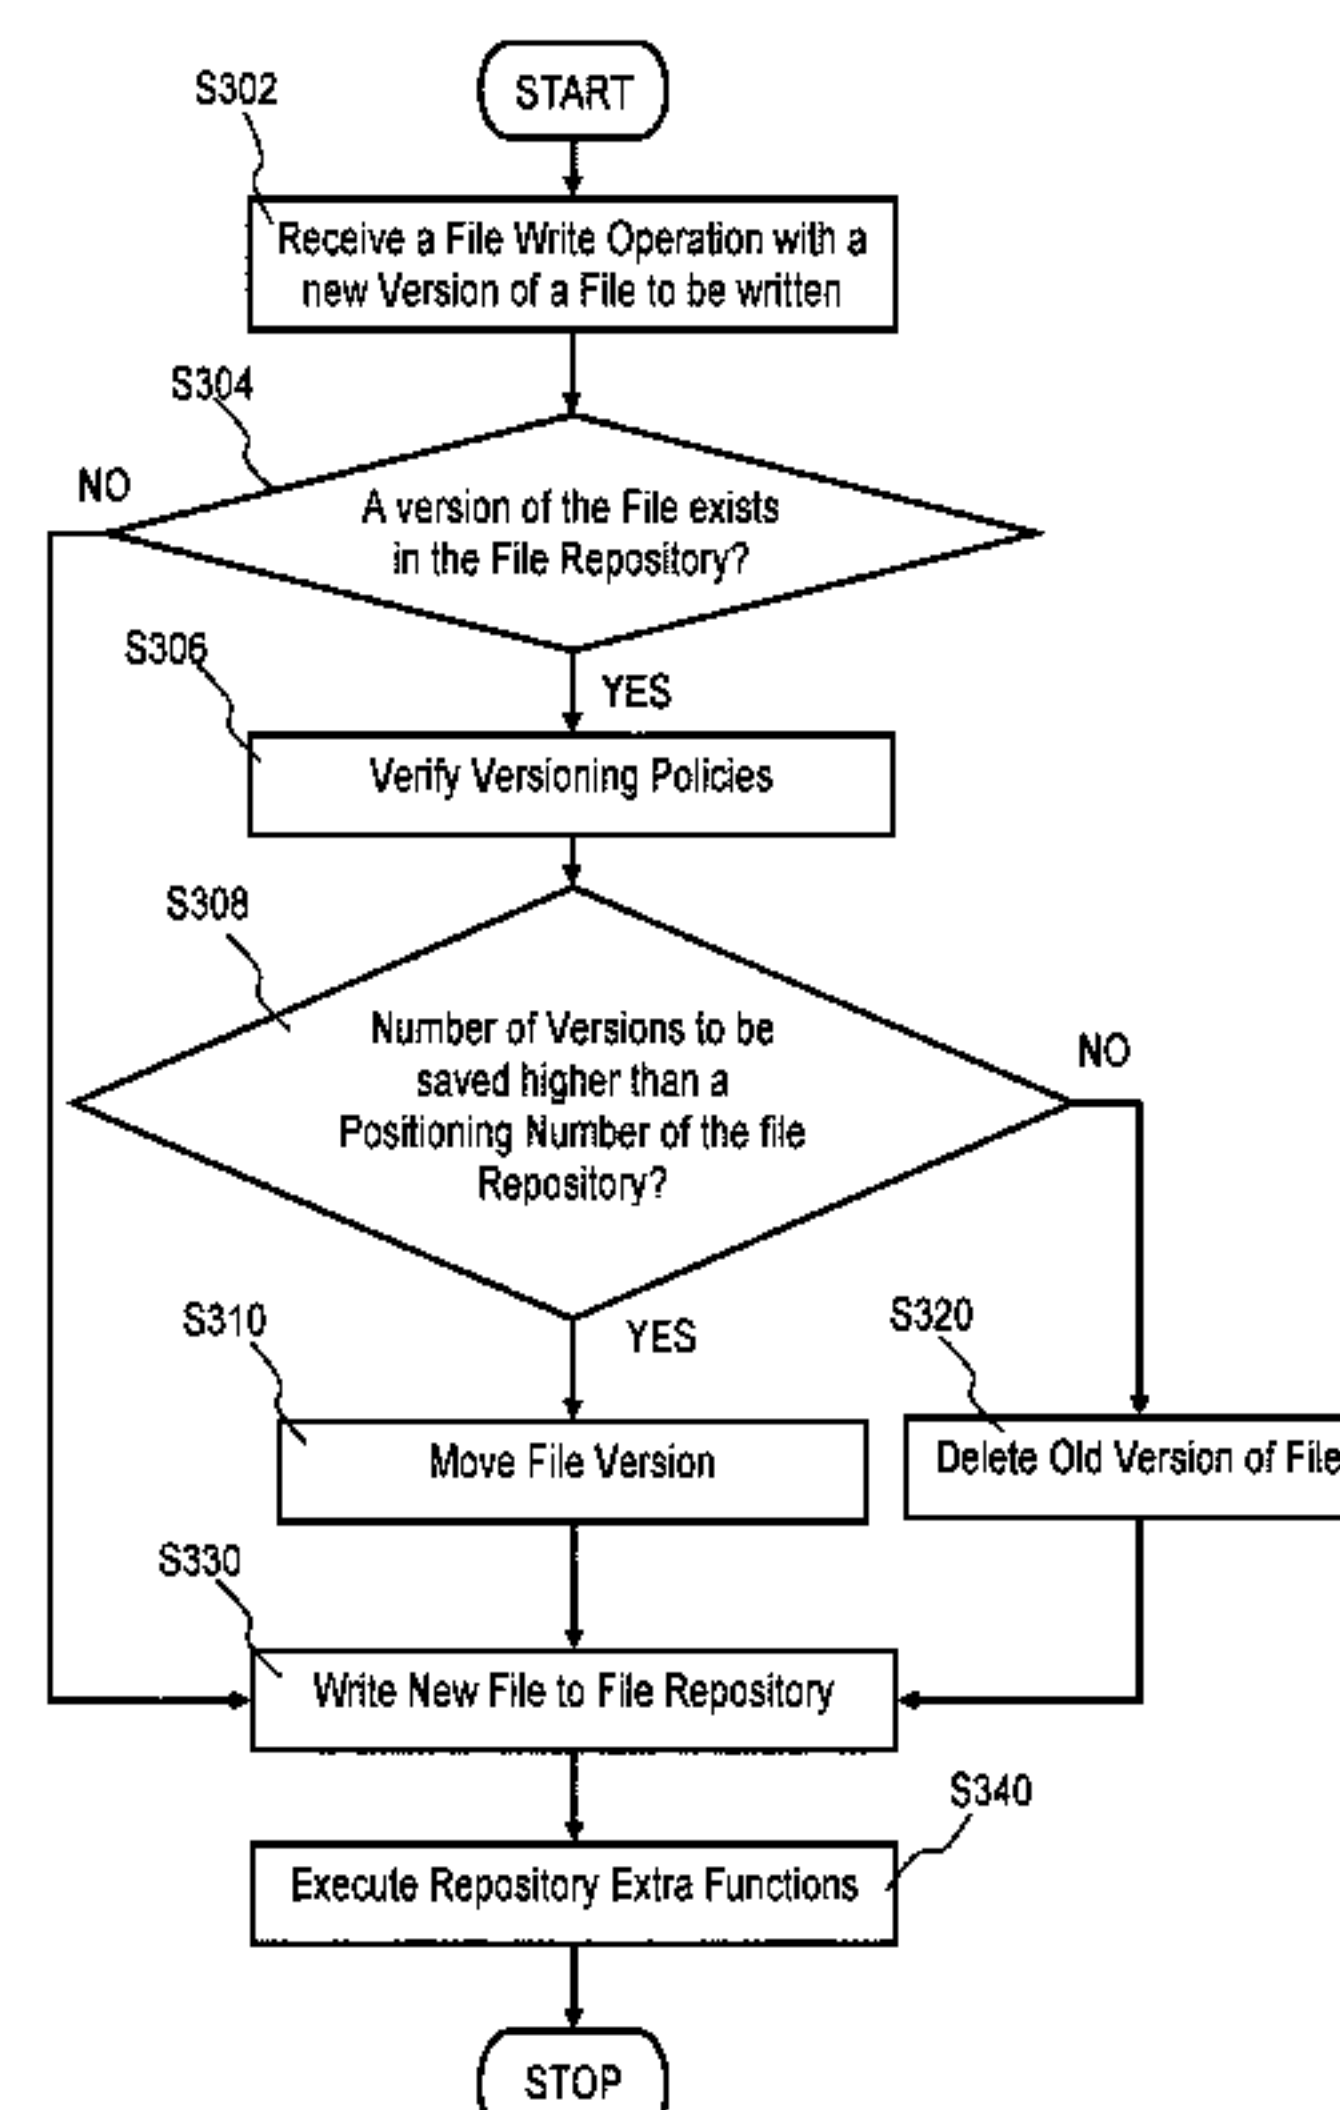 START
S302
Receive a File Write Operation with a
new Version of a File to be written
S304
NO
A version of the File exists
in the File Repository?
S306
YES
Verify Versioning Policies
S308
Number of Versions to be
saved higher than a
Positioning Number of the file
Repository?
NO
S310
YES
S320
Move File Version
Delete Old Version of File
S330
Write New File to File Repository
S340
Execute Repository Extra Functions
STOP